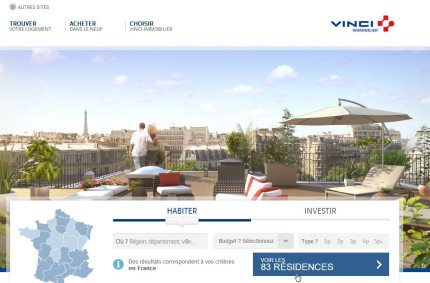 AUTRES SITES
TROUVER
VOTRE LOGEMENT
ACHETER
DANS LE NEUF
CHOISIR
VINCI IMMOBILIER
VINCI
IMMOBILIER
HABITER
INVESTIR
Où ? Région, département, ville..
Budget ? Sélectionnez
Type ? 1p 2p 3p 4p 5p+
Des résultats correspondent à vos critères
en France
VOIR LES
83 RÉSIDENCES